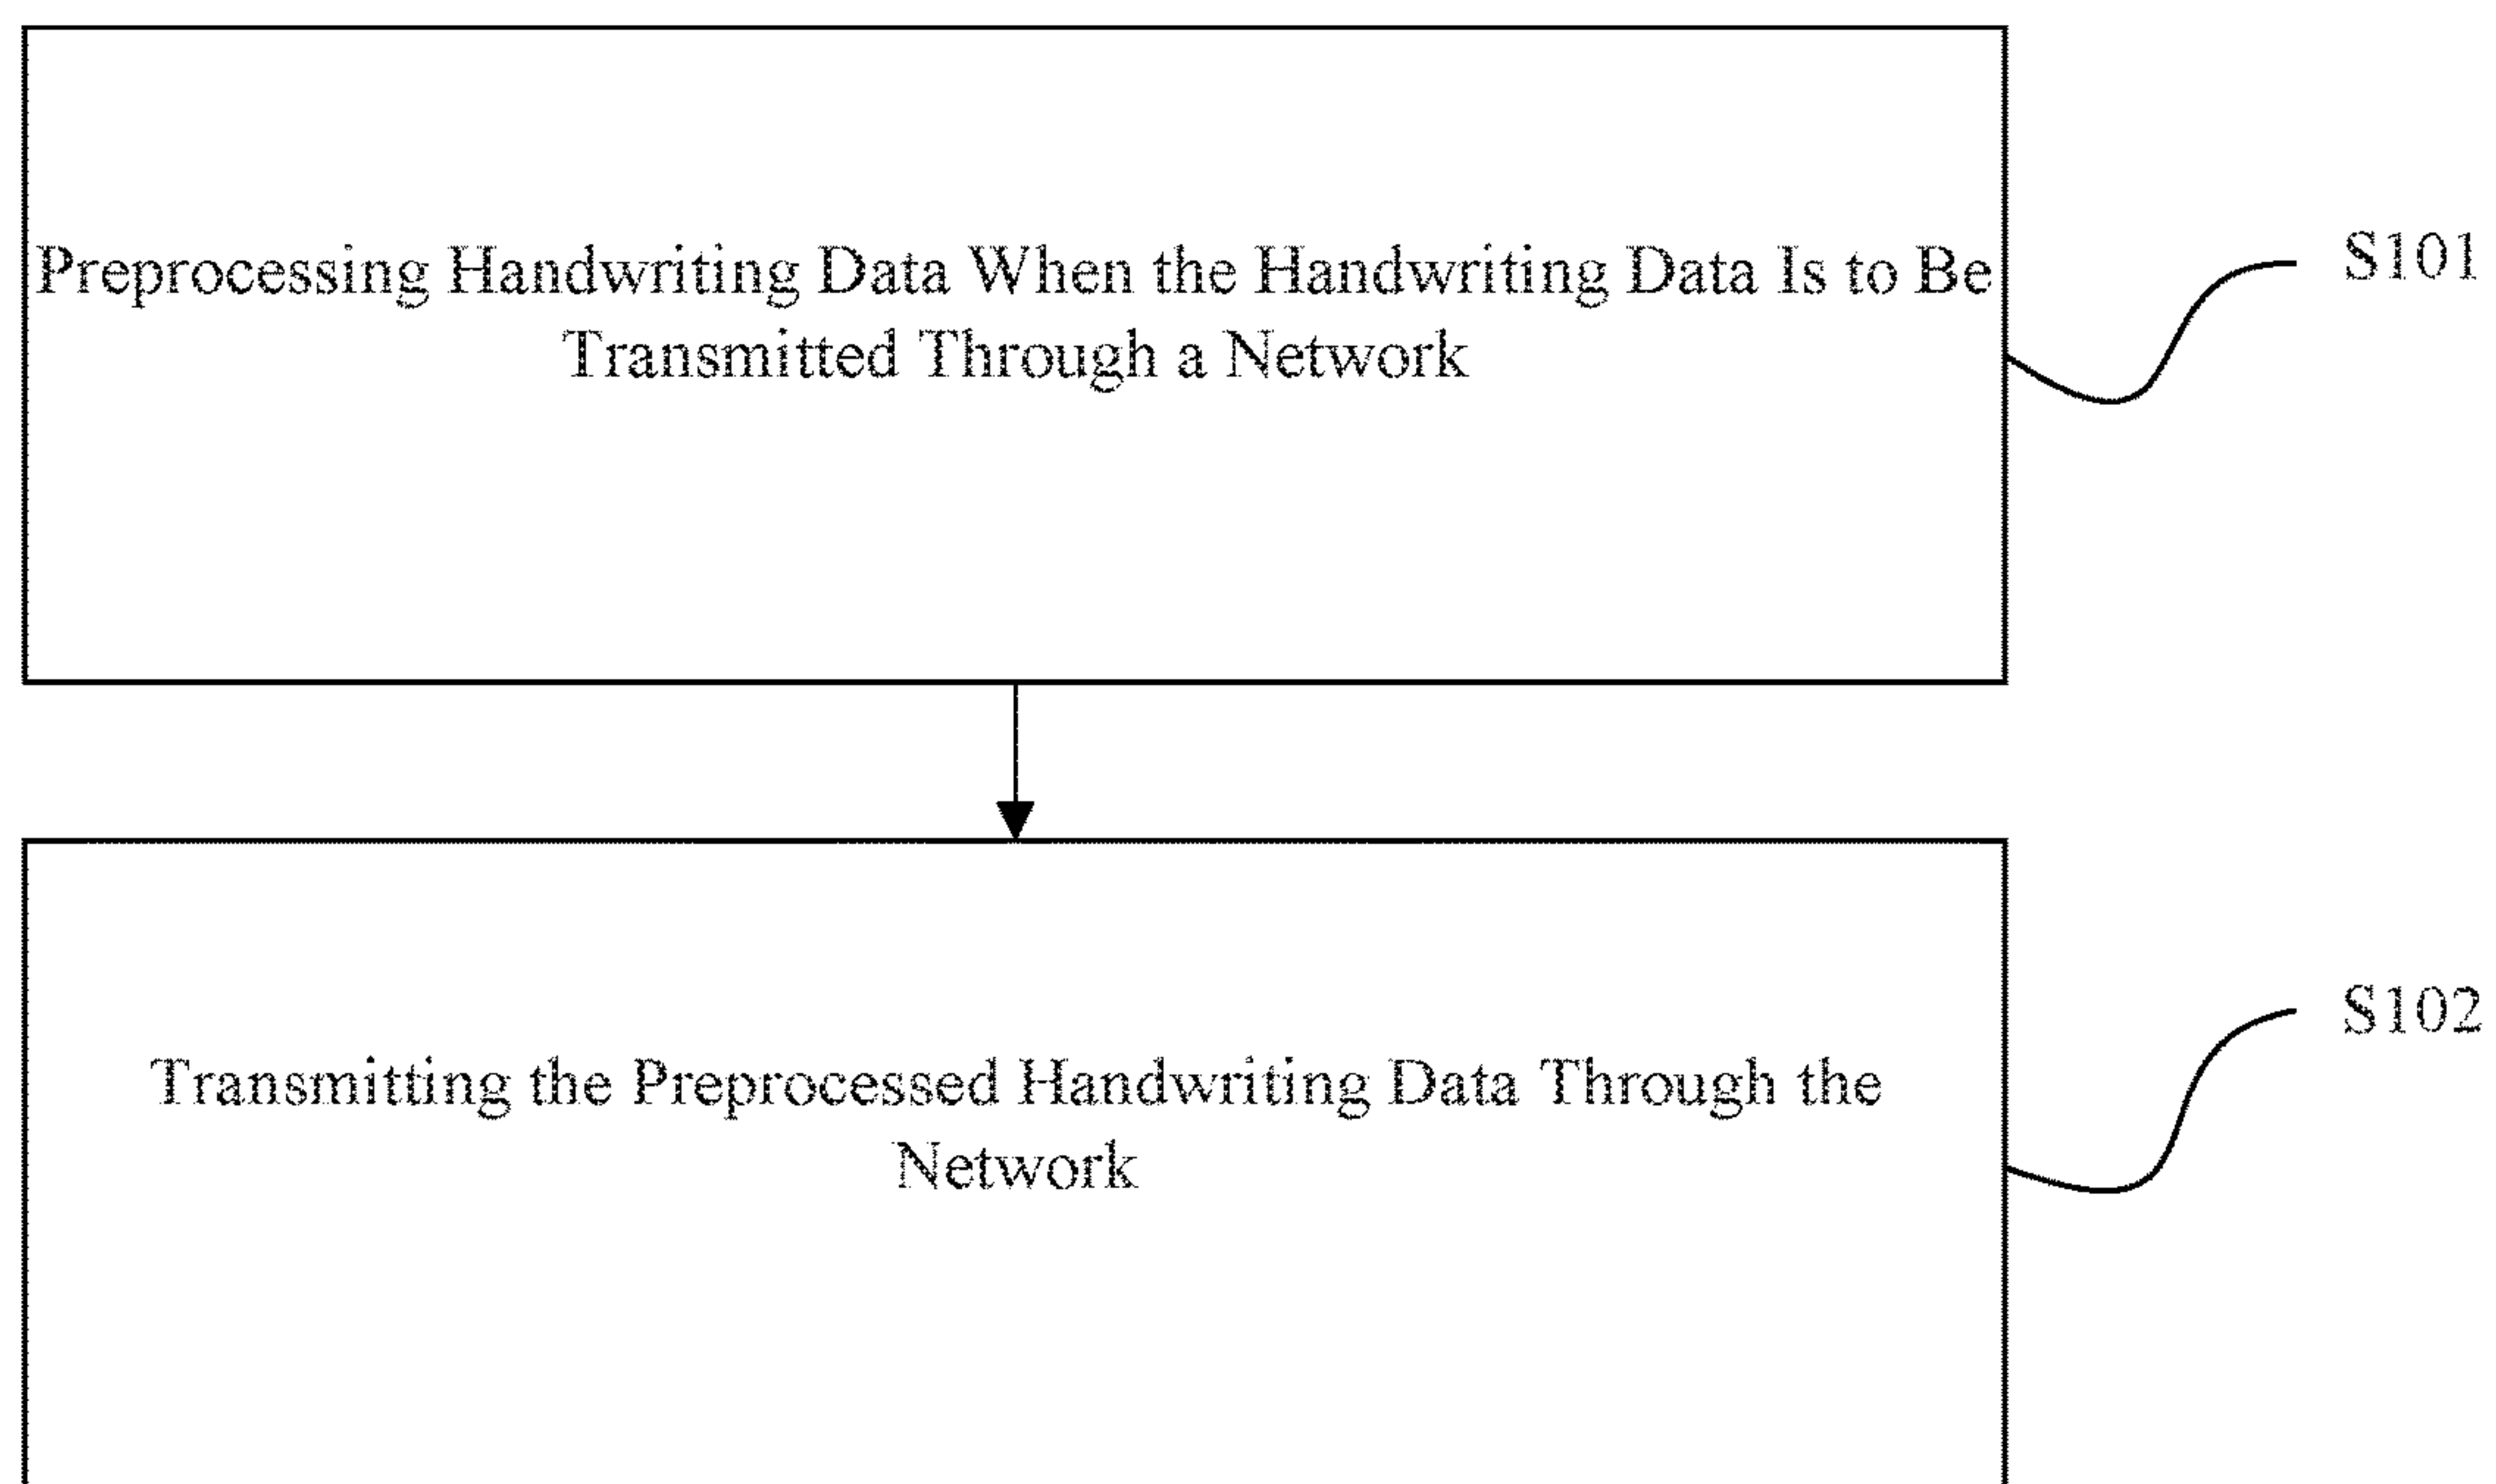 Preprocessing Handwriting Data When the Handwriting Data Is to Be
Transmitted Through a Network
S101
Transmitting the Preprocessed Handwriting Data Through the
Network
S102